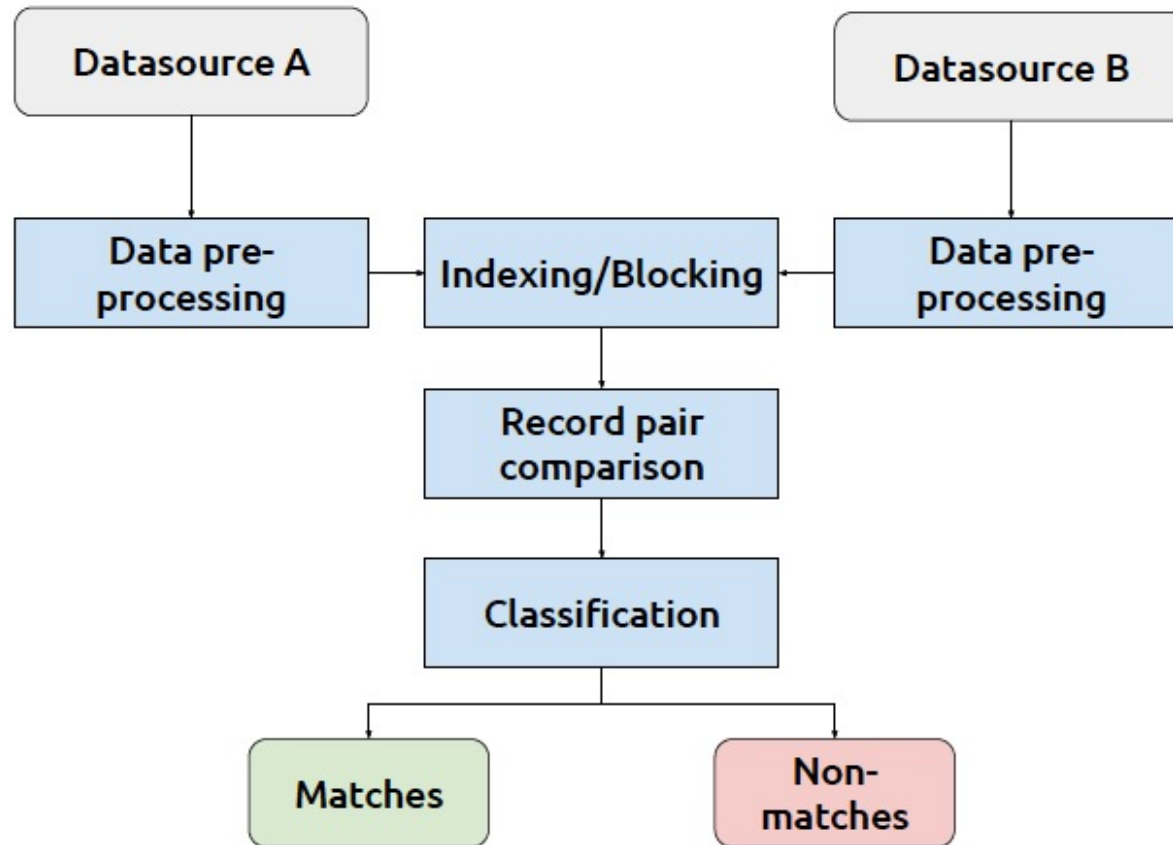 Datasource A
Datasource B
Data pre-
processing
Indexing/Blocking
Data pre-
processing
Record pair
comparison
Classification
Matches
Non-
matches